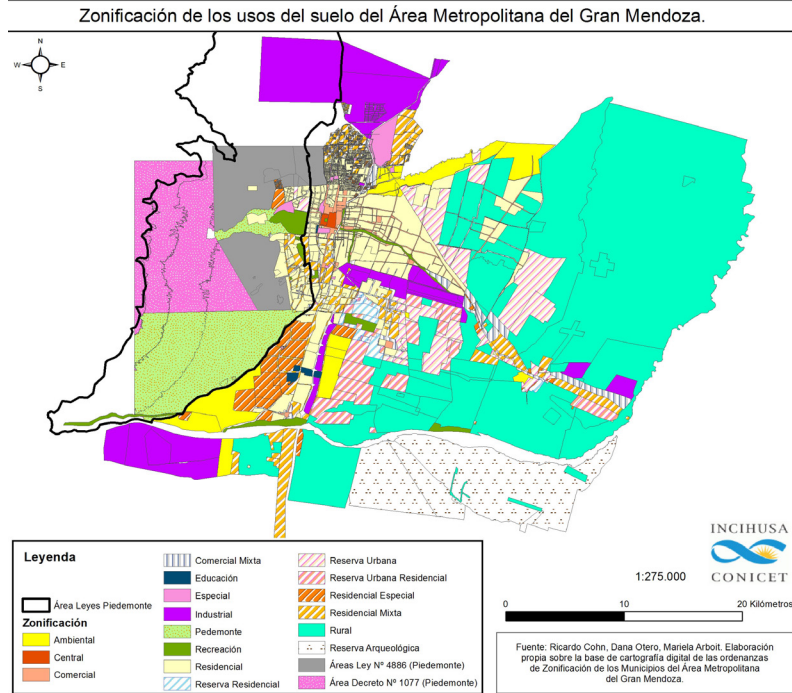 Zonificación de los usos del suelo del Área Metropolitana del Gran Mendoza.
N
W E
S
Leyenda
Área Leyes Piedemonte
Zonificación
Ambiental
Central
Comercial
Comercial Mixta
Educación
Especial
Industrial
Pedemonte
Recreación
Residencial
Reserva Residencial
Reserva Urbana
Reserva Urbana Residencial
Residencial Especial
Residencial Mixta
Rural
Reserva Arqueológica
Áreas Ley Nº 4886 (Piedemonte)
Área Decreto Nº 1077 (Piedemonte)
INCIHUSA
CONICET
1:275.000
0 10 20 Kilómetros
Fuente: Ricardo Cohn, Dana Otero, Mariela Arboit. Elaboración
propia sobre la base de cartografía digital de las ordenanzas
de Zonificación de los Municipios del Área Metropolitana
del Gran Mendoza.